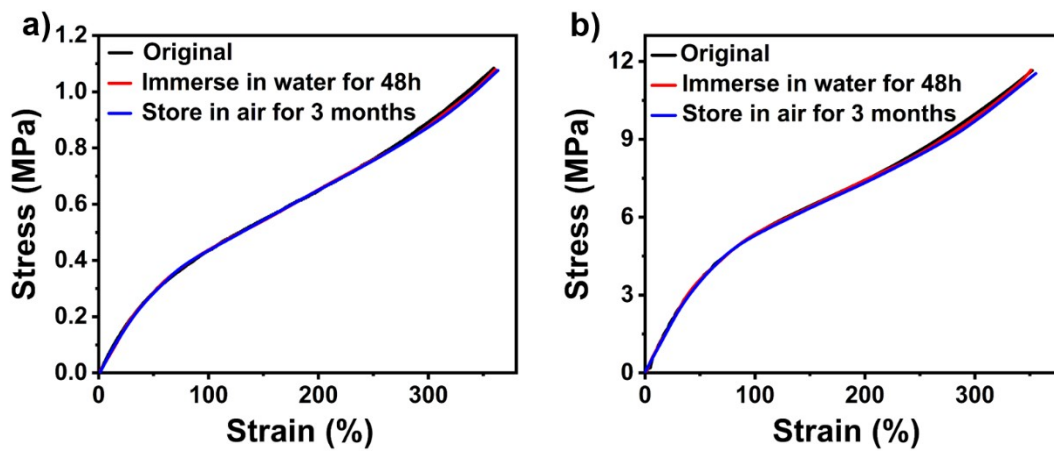 a)
1.2
1.0
0.8
0.6
0.4
0.2
0.0
Stress (MPa)
Original
Immerse in water for 48h
Store in air for 3 months
0 100 200 300
Strain (%)
b)
12
9
6
3
0
Stress (MPa)
Original
Immerse in water for 48h
Store in air for 3 months
0 100 200 300
Strain (%)